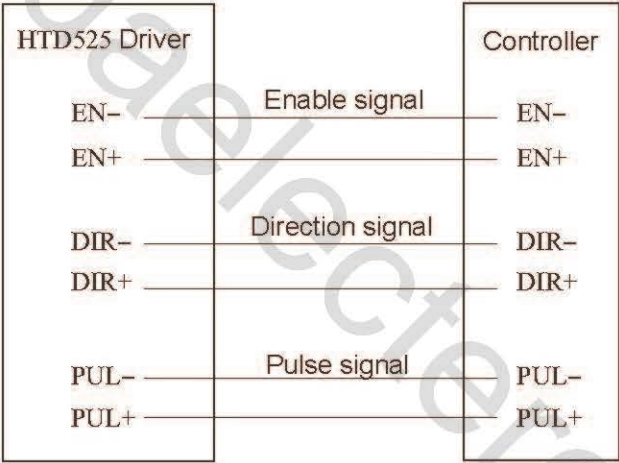 HTD525 Driver
Controller
Enable signal
EN− EN−
EN+ EN+
Direction signal
DIR− DIR−
DIR+ DIR+
Pulse signal
PUL− PUL−
PUL+ PUL+